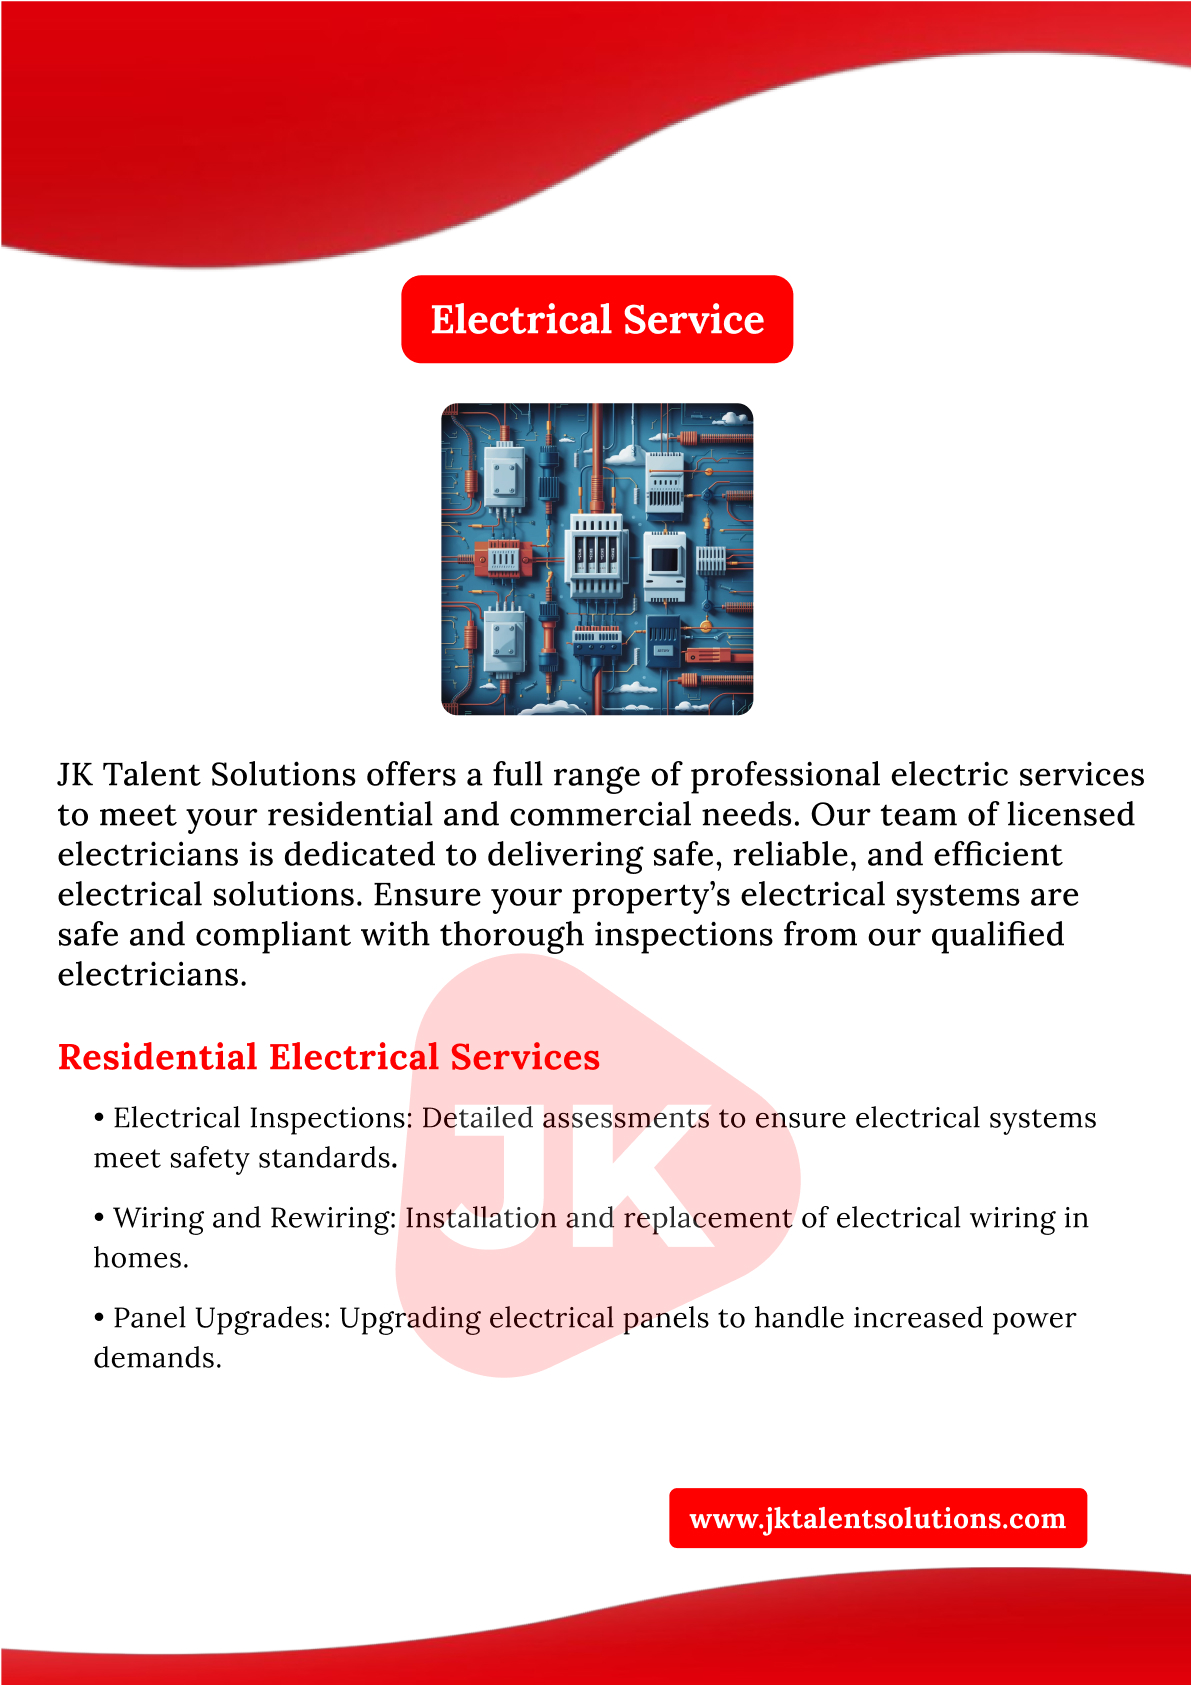 Electrical Service
JK Talent Solutions offers a full range of professional electric services
to meet your residential and commercial needs. Our team of licensed
electricians is dedicated to delivering safe, reliable, and efficient
electrical solutions. Ensure your property’s electrical systems are
safe and compliant with thorough inspections from our qualified
electricians.
Residential Electrical Services
• Electrical Inspections: Detailed assessments to ensure electrical systems
meet safety standards.
• Wiring and Rewiring: Installation and replacement of electrical wiring in
homes.
• Panel Upgrades: Upgrading electrical panels to handle increased power
demands.
JK
www.jktalentsolutions.com